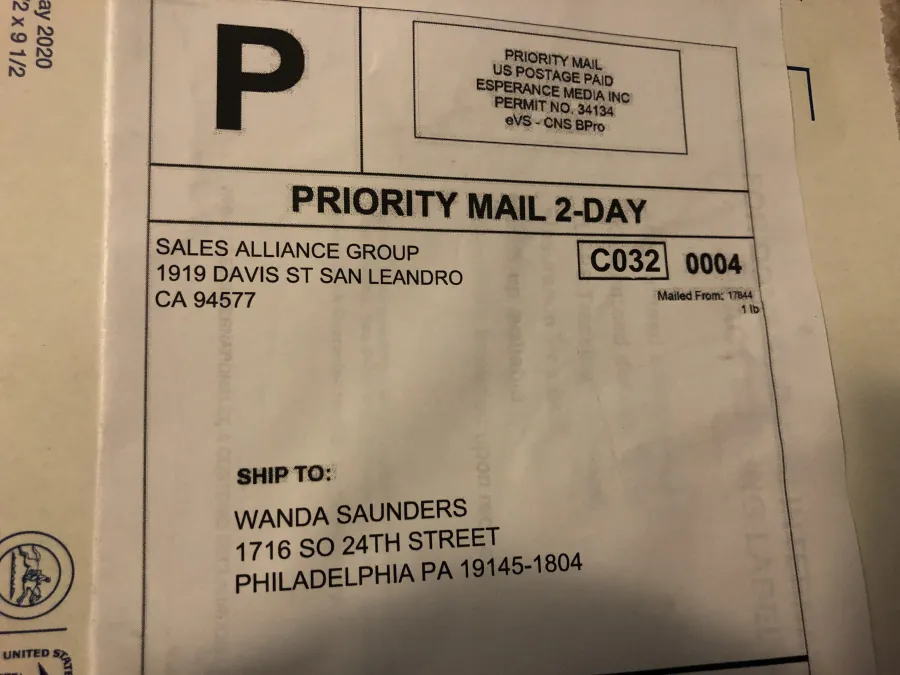 ay 2020
/2 x 9 1/2
P
PRIORITY MAIL
US POSTAGE PAID
ESPERANCE MEDIA INC
PERMIT NO. 34134
eVS - CNS BPro
PRIORITY MAIL 2-DAY
SALES ALLIANCE GROUP
1919 DAVIS ST SAN LEANDRO
CA 94577
C032 0004
Mailed From: 17844
1 lb
SHIP TO:
WANDA SAUNDERS
1716 SO 24TH STREET
PHILADELPHIA PA 19145-1804
UNITED STATE